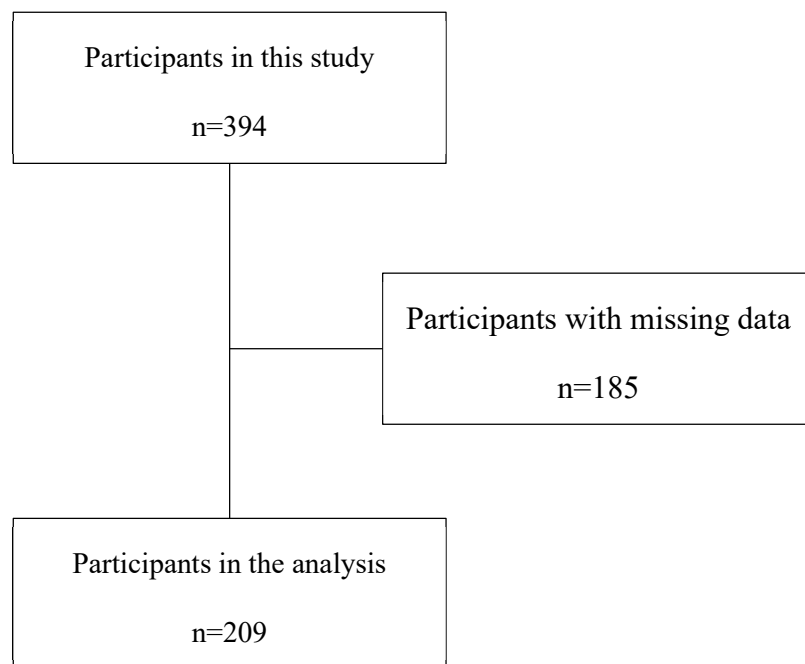 Participants in this study
n=394
Participants with missing data
n=185
Participants in the analysis
n=209